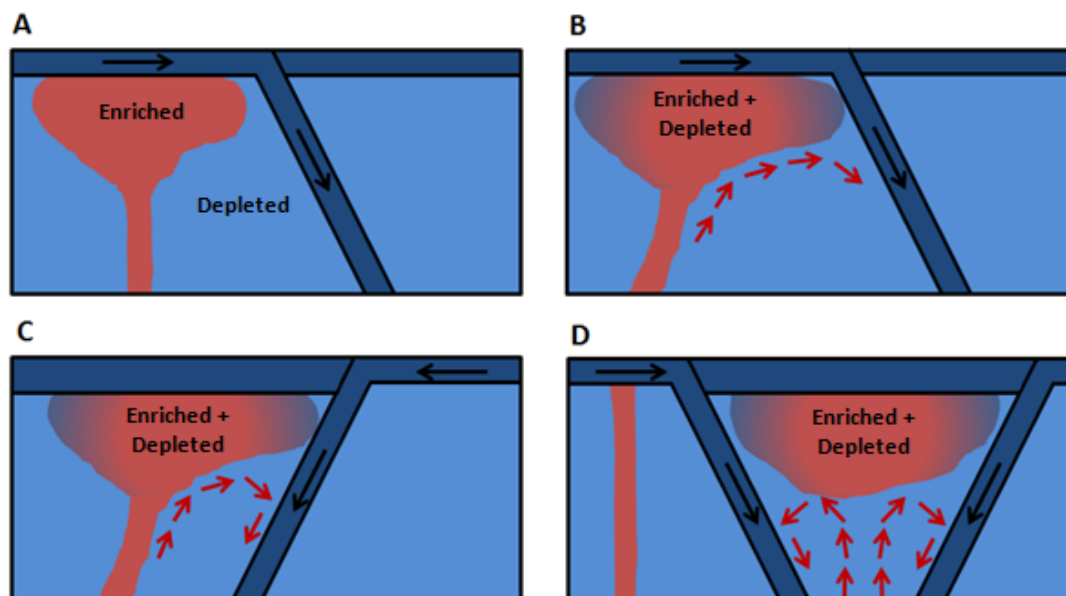 A
B
Enriched
Depleted
Enriched +
Depleted
C
D
Enriched +
Depleted
Enriched +
Depleted